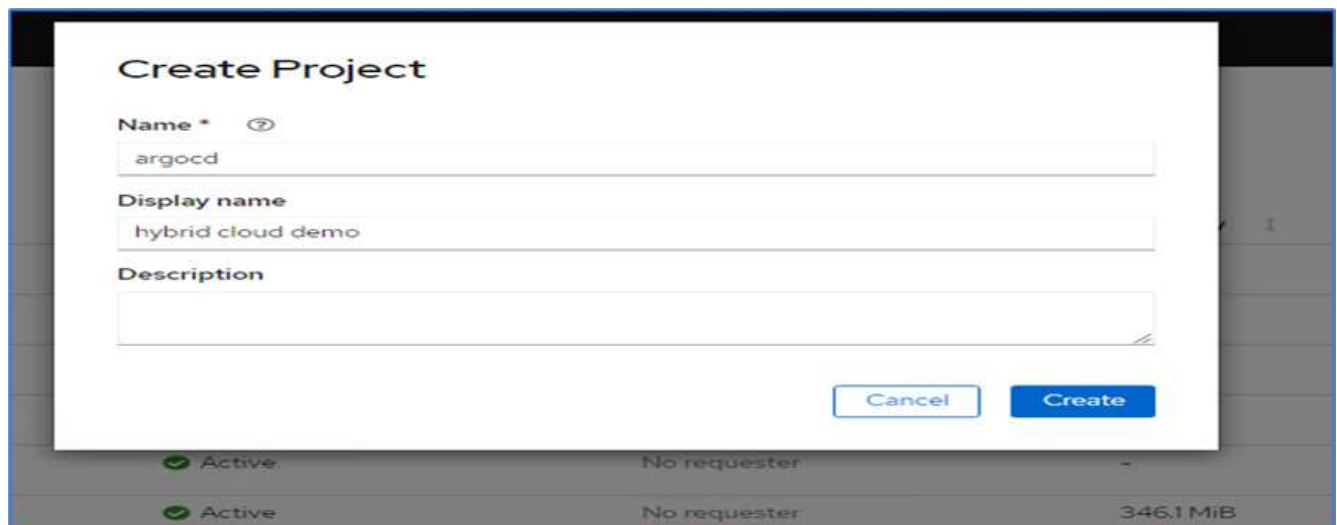 Create Project
Name *
argocd
Display name
hybrid cloud demo
Description
Cancel Create
Active No requester -
Active No requester 346.1 MiB